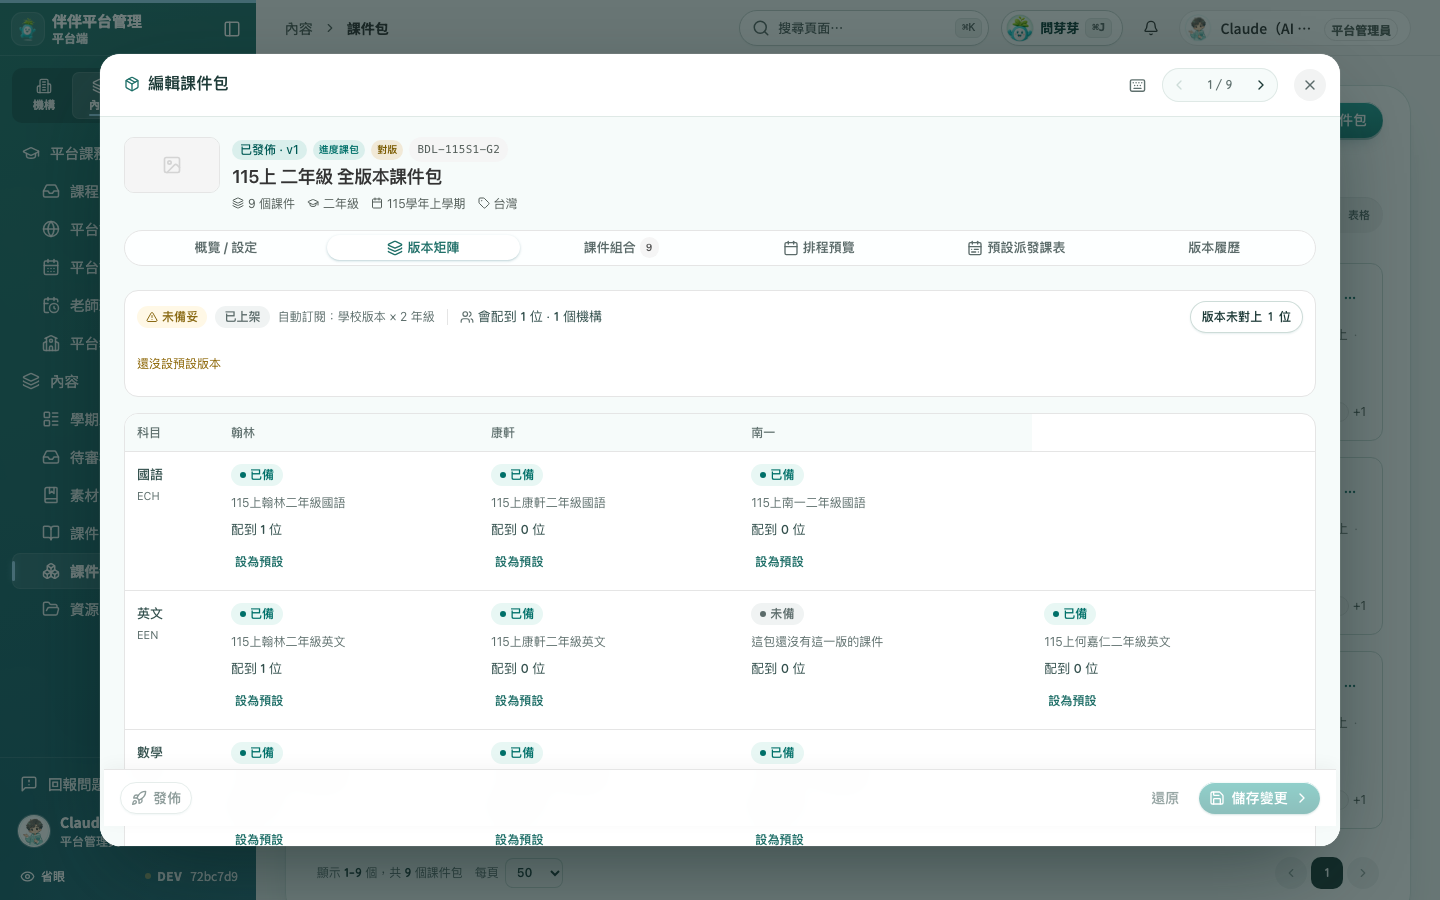 伴伴平台管理
平台端
內容 > 課件包
搜尋頁面⋯
⌘K
問芽芽 ⌘J
Claude（AI ⋯
平台管理員
機構
平台課
課程
平台
平台
老師
平台
內容
學期
待審
素材
課件
課件
資源
回報問題
Claud
平台管理
省眼
DEV 72bc7d9
件包
表格
+1
+1
+1
編輯課件包
1 / 9
已發佈 · v1 進度課包 對版 BDL-115S1-G2
115上 二年級 全版本課件包
9 個課件 二年級 115學年上學期 台灣
概覽 / 設定 版本矩陣 課件組合 9 排程預覽 預設派發課表 版本履歷
未備妥 已上架 自動訂閱：學校版本 × 2 年級 會配到 1 位 · 1 個機構 版本未對上 1 位
還沒設預設版本
科目 翰林 康軒 南一
國語 已備 已備 已備
ECH 115上翰林二年級國語 115上康軒二年級國語 115上南一二年級國語
配到 1 位 配到 0 位 配到 0 位
設為預設 設為預設 設為預設
英文 已備 已備 未備 已備
EEN 115上翰林二年級英文 115上康軒二年級英文 這包還沒有這一版的課件 115上何嘉仁二年級英文
配到 1 位 配到 0 位 配到 0 位 配到 0 位
設為預設 設為預設 設為預設
數學 已備 已備 已備
發佈 還原 儲存變更
設為預設 設為預設 設為預設
顯示 1-9 個 · 共 9 個課件包 每頁 50
1